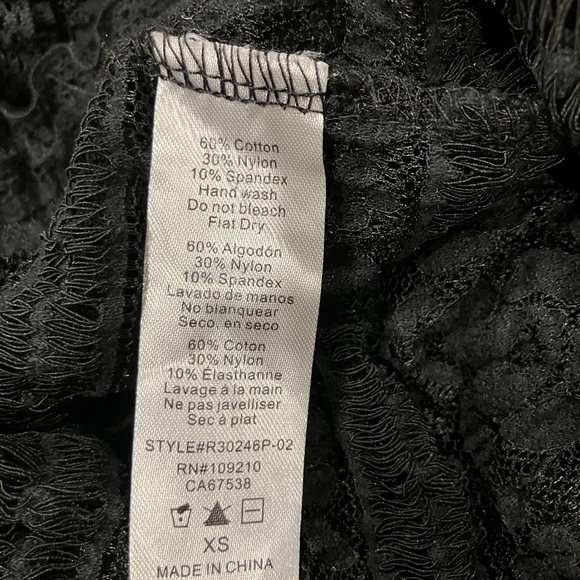 60% Cotton
30% Nylon
10% Spandex
Hand wash
Do not bleach
Flat Dry
60% Algodón
30% Nylon
10% Spandex
Lavado de manos
No blanquear
Seco. en seco
60% Coton
30% Nylon
10% Elasthanne
Lavage à la main
Ne pas javelliser
Sec à plat
STYLE#R30246P-02
RN#109210
CA67538
XS
MADE IN CHINA